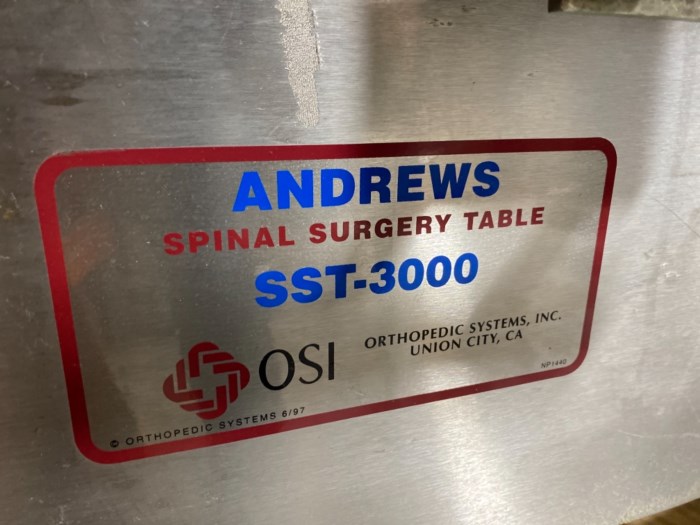 ANDREWS
SPINAL SURGERY TABLE
SST-3000
OSI
ORTHOPEDIC SYSTEMS, INC.
UNION CITY, CA
NP1440
© ORTHOPEDIC SYSTEMS 6/97